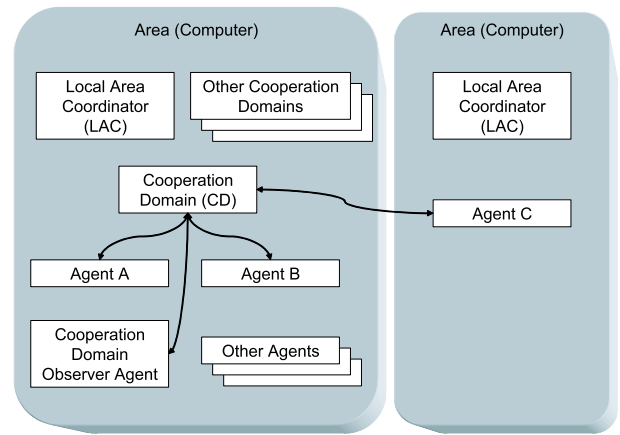 Area (Computer)
Local Area
Coordinator
(LAC)
Other Cooperation
Domains
Cooperation
Domain (CD)
Agent A
Agent B
Cooperation
Domain
Observer Agent
Other Agents
Area (Computer)
Local Area
Coordinator
(LAC)
Agent C